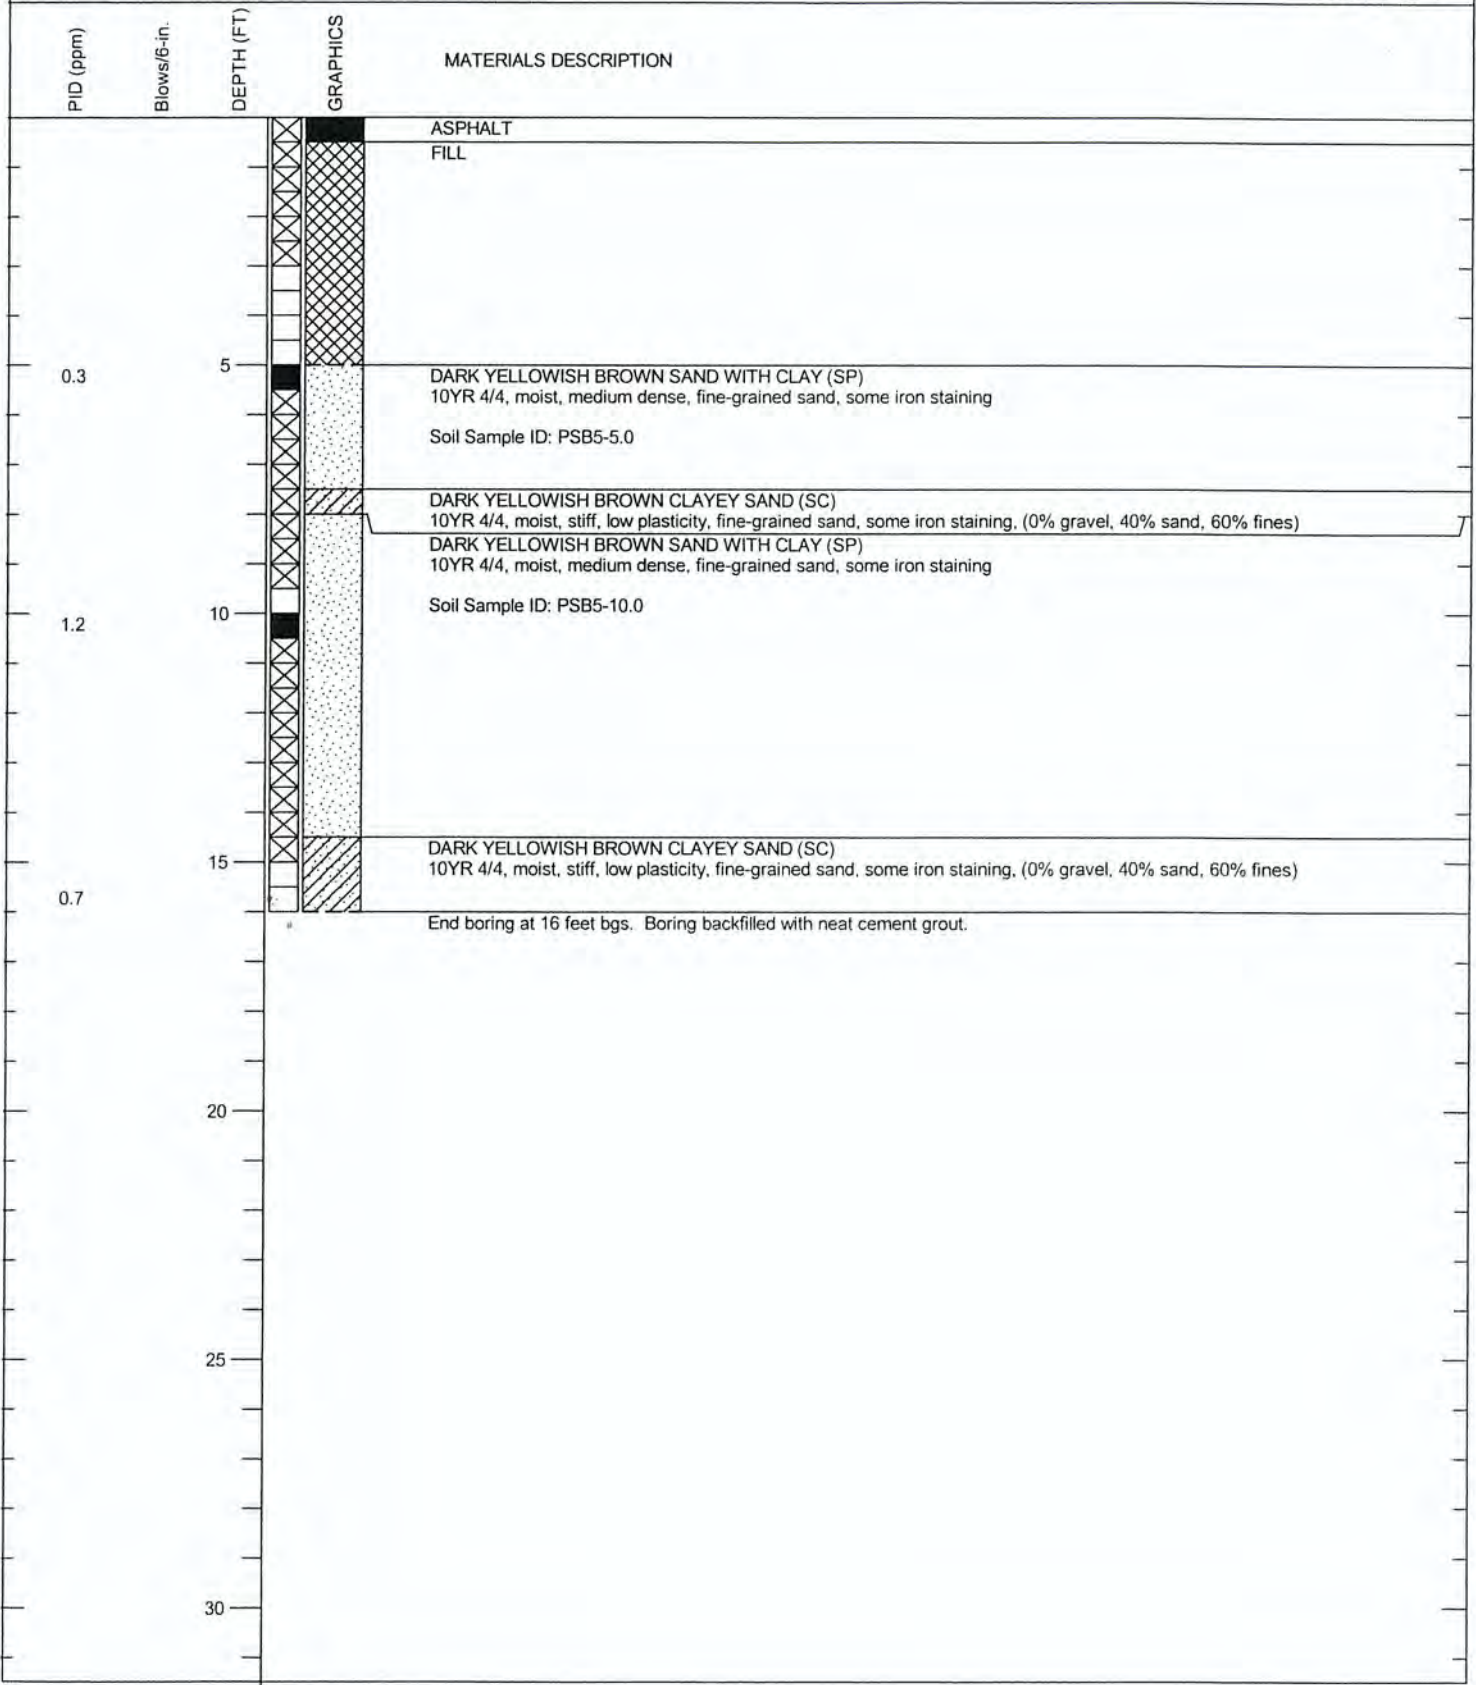 PID (ppm)
Blows/6-in.
DEPTH (FT)
GRAPHICS
MATERIALS DESCRIPTION
ASPHALT
FILL
5
0.3
DARK YELLOWISH BROWN SAND WITH CLAY (SP)
10YR 4/4, moist, medium dense, fine-grained sand, some iron staining
Soil Sample ID: PSB5-5.0
DARK YELLOWISH BROWN CLAYEY SAND (SC)
10YR 4/4, moist, stiff, low plasticity, fine-grained sand, some iron staining, (0% gravel, 40% sand, 60% fines)
DARK YELLOWISH BROWN SAND WITH CLAY (SP)
10YR 4/4, moist, medium dense, fine-grained sand, some iron staining
Soil Sample ID: PSB5-10.0
10
1.2
DARK YELLOWISH BROWN CLAYEY SAND (SC)
15
10YR 4/4, moist, stiff, low plasticity, fine-grained sand, some iron staining, (0% gravel, 40% sand, 60% fines)
0.7
End boring at 16 feet bgs. Boring backfilled with neat cement grout.
20
25
30